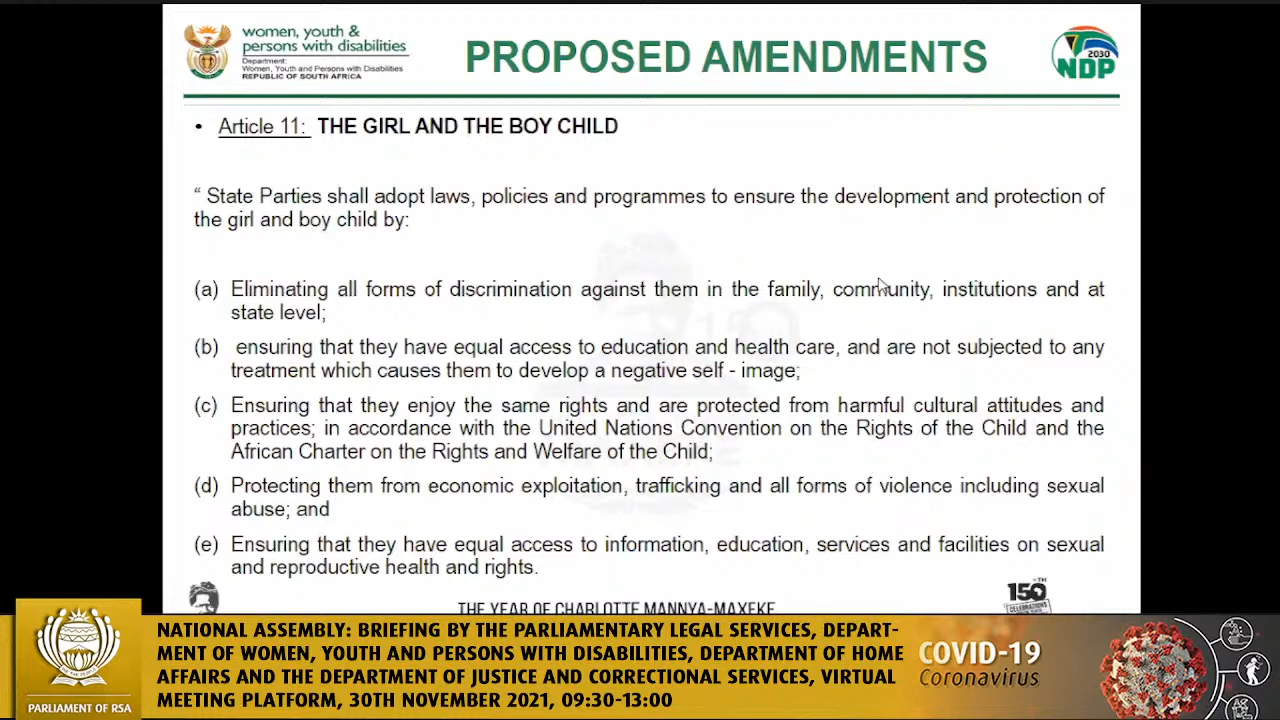 women, youth &
persons with disabilities
Department:
Women, Youth and Persons with Disabilities
REPUBLIC OF SOUTH AFRICA
PROPOSED AMENDMENTS
2030
NDP
• Article 11: THE GIRL AND THE BOY CHILD
“ State Parties shall adopt laws, policies and programmes to ensure the development and protection of
the girl and boy child by:
(a) Eliminating all forms of discrimination against them in the family, community, institutions and at
state level;
(b) ensuring that they have equal access to education and health care, and are not subjected to any
treatment which causes them to develop a negative self - image;
(c) Ensuring that they enjoy the same rights and are protected from harmful cultural attitudes and
practices; in accordance with the United Nations Convention on the Rights of the Child and the
African Charter on the Rights and Welfare of the Child;
(d) Protecting them from economic exploitation, trafficking and all forms of violence including sexual
abuse; and
(e) Ensuring that they have equal access to information, education, services and facilities on sexual
and reproductive health and rights.
THE YEAR OF CHARLOTTE MANNYA-MAXEKE
150TH
CELEBRATIONS
NATIONAL ASSEMBLY: BRIEFING BY THE PARLIAMENTARY LEGAL SERVICES, DEPART-
MENT OF WOMEN, YOUTH AND PERSONS WITH DISABILITIES, DEPARTMENT OF HOME
AFFAIRS AND THE DEPARTMENT OF JUSTICE AND CORRECTIONAL SERVICES, VIRTUAL
MEETING PLATFORM, 30TH NOVEMBER 2021, 09:30-13:00
PARLIAMENT OF RSA
COVID-19
Coronavirus